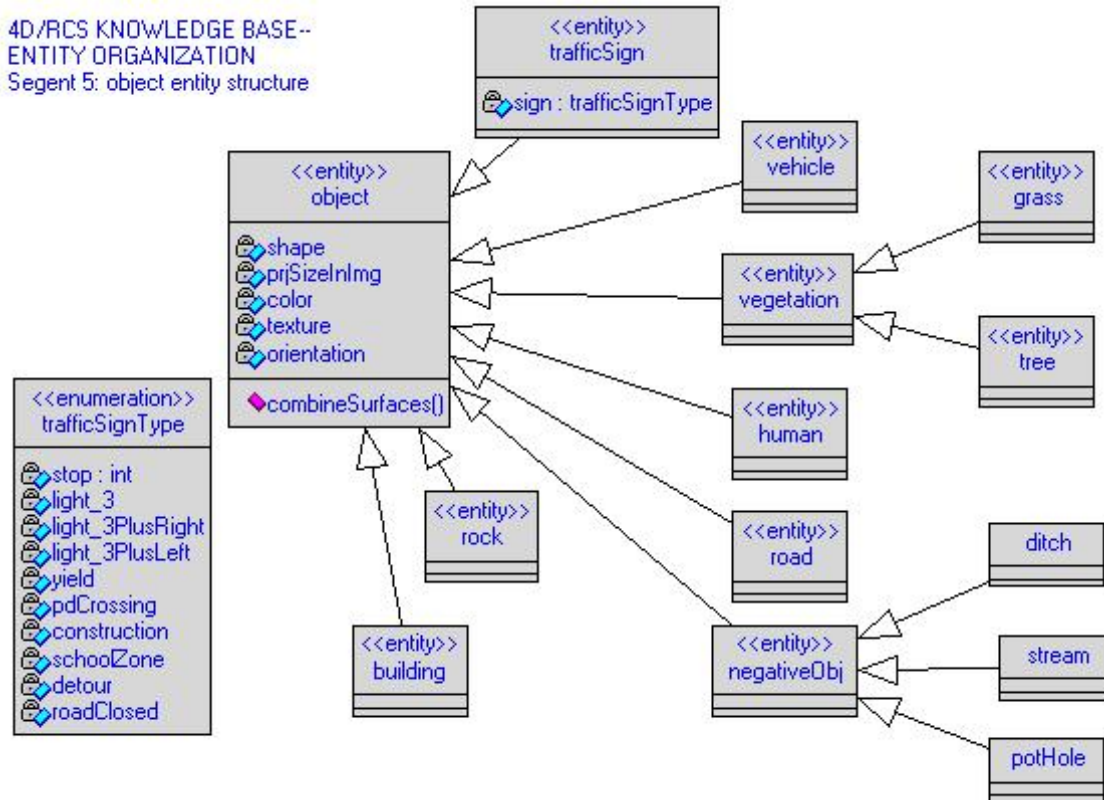 4D/RCS KNOWLEDGE BASE--
ENTITY ORGANIZATION
Segent 5: object entity structure
<<entity>>
trafficSign
sign : trafficSignType
<<entity>>
object
shape
prjSizeInImg
color
texture
orientation
combineSurfaces()
<<entity>>
vehicle
<<entity>>
grass
<<entity>>
vegetation
<<entity>>
tree
<<entity>>
human
<<enumeration>>
trafficSignType
stop : int
light_3
light_3PlusRight
light_3PlusLeft
yield
pdCrossing
construction
schoolZone
detour
roadClosed
<<entity>>
rock
<<entity>>
road
<<entity>>
building
<<entity>>
negativeObj
ditch
stream
potHole